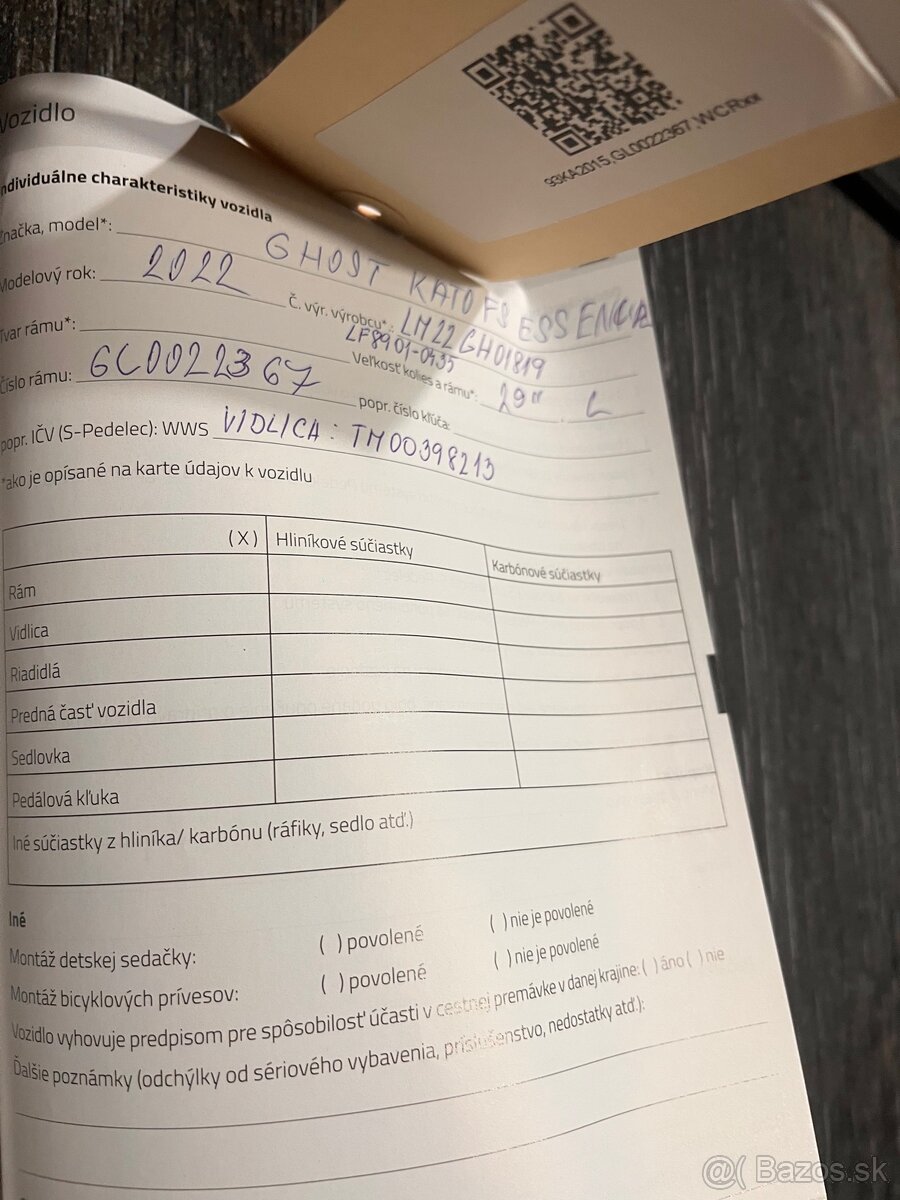 93KA2015,GL0022367,WCRxx
Vozidlo
Individuálne charakteristiky vozidla
Značka, model*: GHOST KATO FS ESSENCIAL
Modelový rok: 2022 Č. výr. výrobcu*: LM22GH01819
LF8901-0435
Tvar rámu*: Veľkosť kolies a rámu*: 29" L
Číslo rámu: GC0022367 popr. číslo kľúča:
popr. IČV (S-Pedelec): WWS VIDLICA: TM00398213
*ako je opísané na karte údajov k vozidlu
(X) Hliníkové súčiastky Karbónové súčiastky
Rám
Vidlica
Riadidlá
Predná časť vozidla
Sedlovka
Pedálová kľuka
Iné súčiastky z hliníka/ karbónu (ráfiky, sedlo atď.)
Iné
Montáž detskej sedačky: ( ) povolené ( ) nie je povolené
Montáž bicyklových prívesov: ( ) povolené ( ) nie je povolené
Vozidlo vyhovuje predpisom pre spôsobilosť účasti v cestnej premávke v danej krajine: ( ) áno ( ) nie
Ďalšie poznámky (odchýlky od sériového vybavenia, príslušenstvo, nedostatky atď.):
@( Bazos.sk